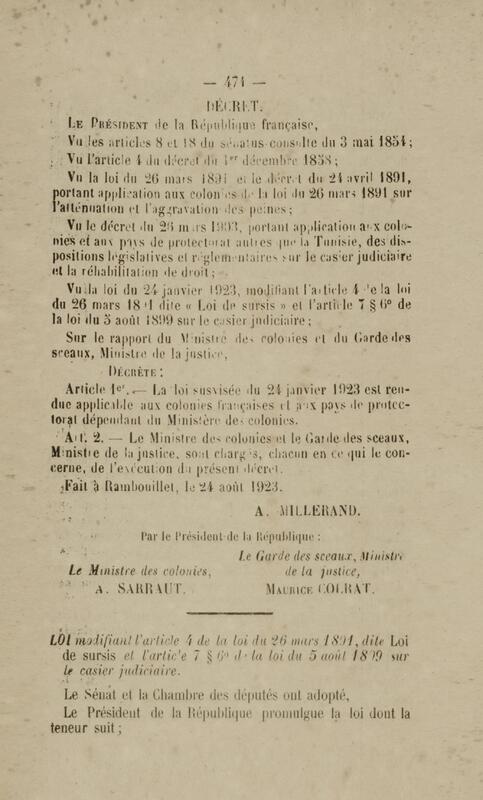 — 471 —
DÉCRET.
LE PRÉSIDENT de la République française,
Vu les articles 8 et 18 du sénatus consulte du 3 mai 1854;
Vu l'article 4 du décret du 1er décembre 1858;
Vu la loi du 26 mars 1891 et le décret du 24 avril 1891,
portant application aux colonies de la loi du 26 mars 1891 sur
l'atténuation et l'aggravation des peines;
Vu le décret du 26 mars 1903, portant application aux colo-
nies et aux pays de protectorat autres que la Tunisie, des dis-
positions législatives et réglementaires sur le casier judiciaire
et la réhabilitation de droit;
Vu la loi du 24 janvier 1923, modifiant l'article 4 de la loi
du 26 mars 1891 dite « Loi de sursis » et l'article 7 § 6° de
la loi du 5 août 1899 sur le casier judiciaire;
Sur le rapport du Ministre des colonies et du Garde des
sceaux, Ministre de la justice,
DÉCRÈTE:
Article 1er. — La loi susvisée du 24 janvier 1923 est ren-
due applicable aux colonies françaises et aux pays de protec-
torat dépendant du Ministère des colonies.
Art. 2. — Le Ministre des colonies et le Garde des sceaux,
Ministre de la justice, sont chargés, chacun en ce qui le con-
cerne, de l'exécution du présent décret.
Fait à Rambouillet, le 24 août 1923.
A. MILLERAND.
Par le Président de la République:
Le Garde des sceaux, Ministre
Le Ministre des colonies, de la justice,
A. SARRAUT. MAURICE COLRAT.
LOI modifiant l'article 4 de la loi du 26 mars 1891, dite Loi
de sursis et l'article 7 § 6° de la loi du 5 août 1899 sur
le casier judiciaire.
Le Sénat et la Chambre des députés ont adopté,
Le Président de la République promulgue la loi dont la
teneur suit;